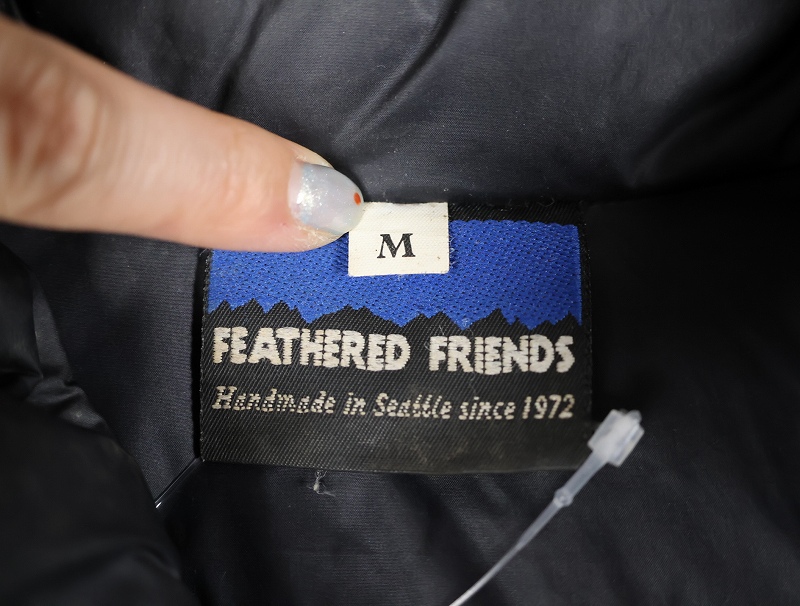 M
FEATHERED FRIENDS
Handmade in Seattle since 1972